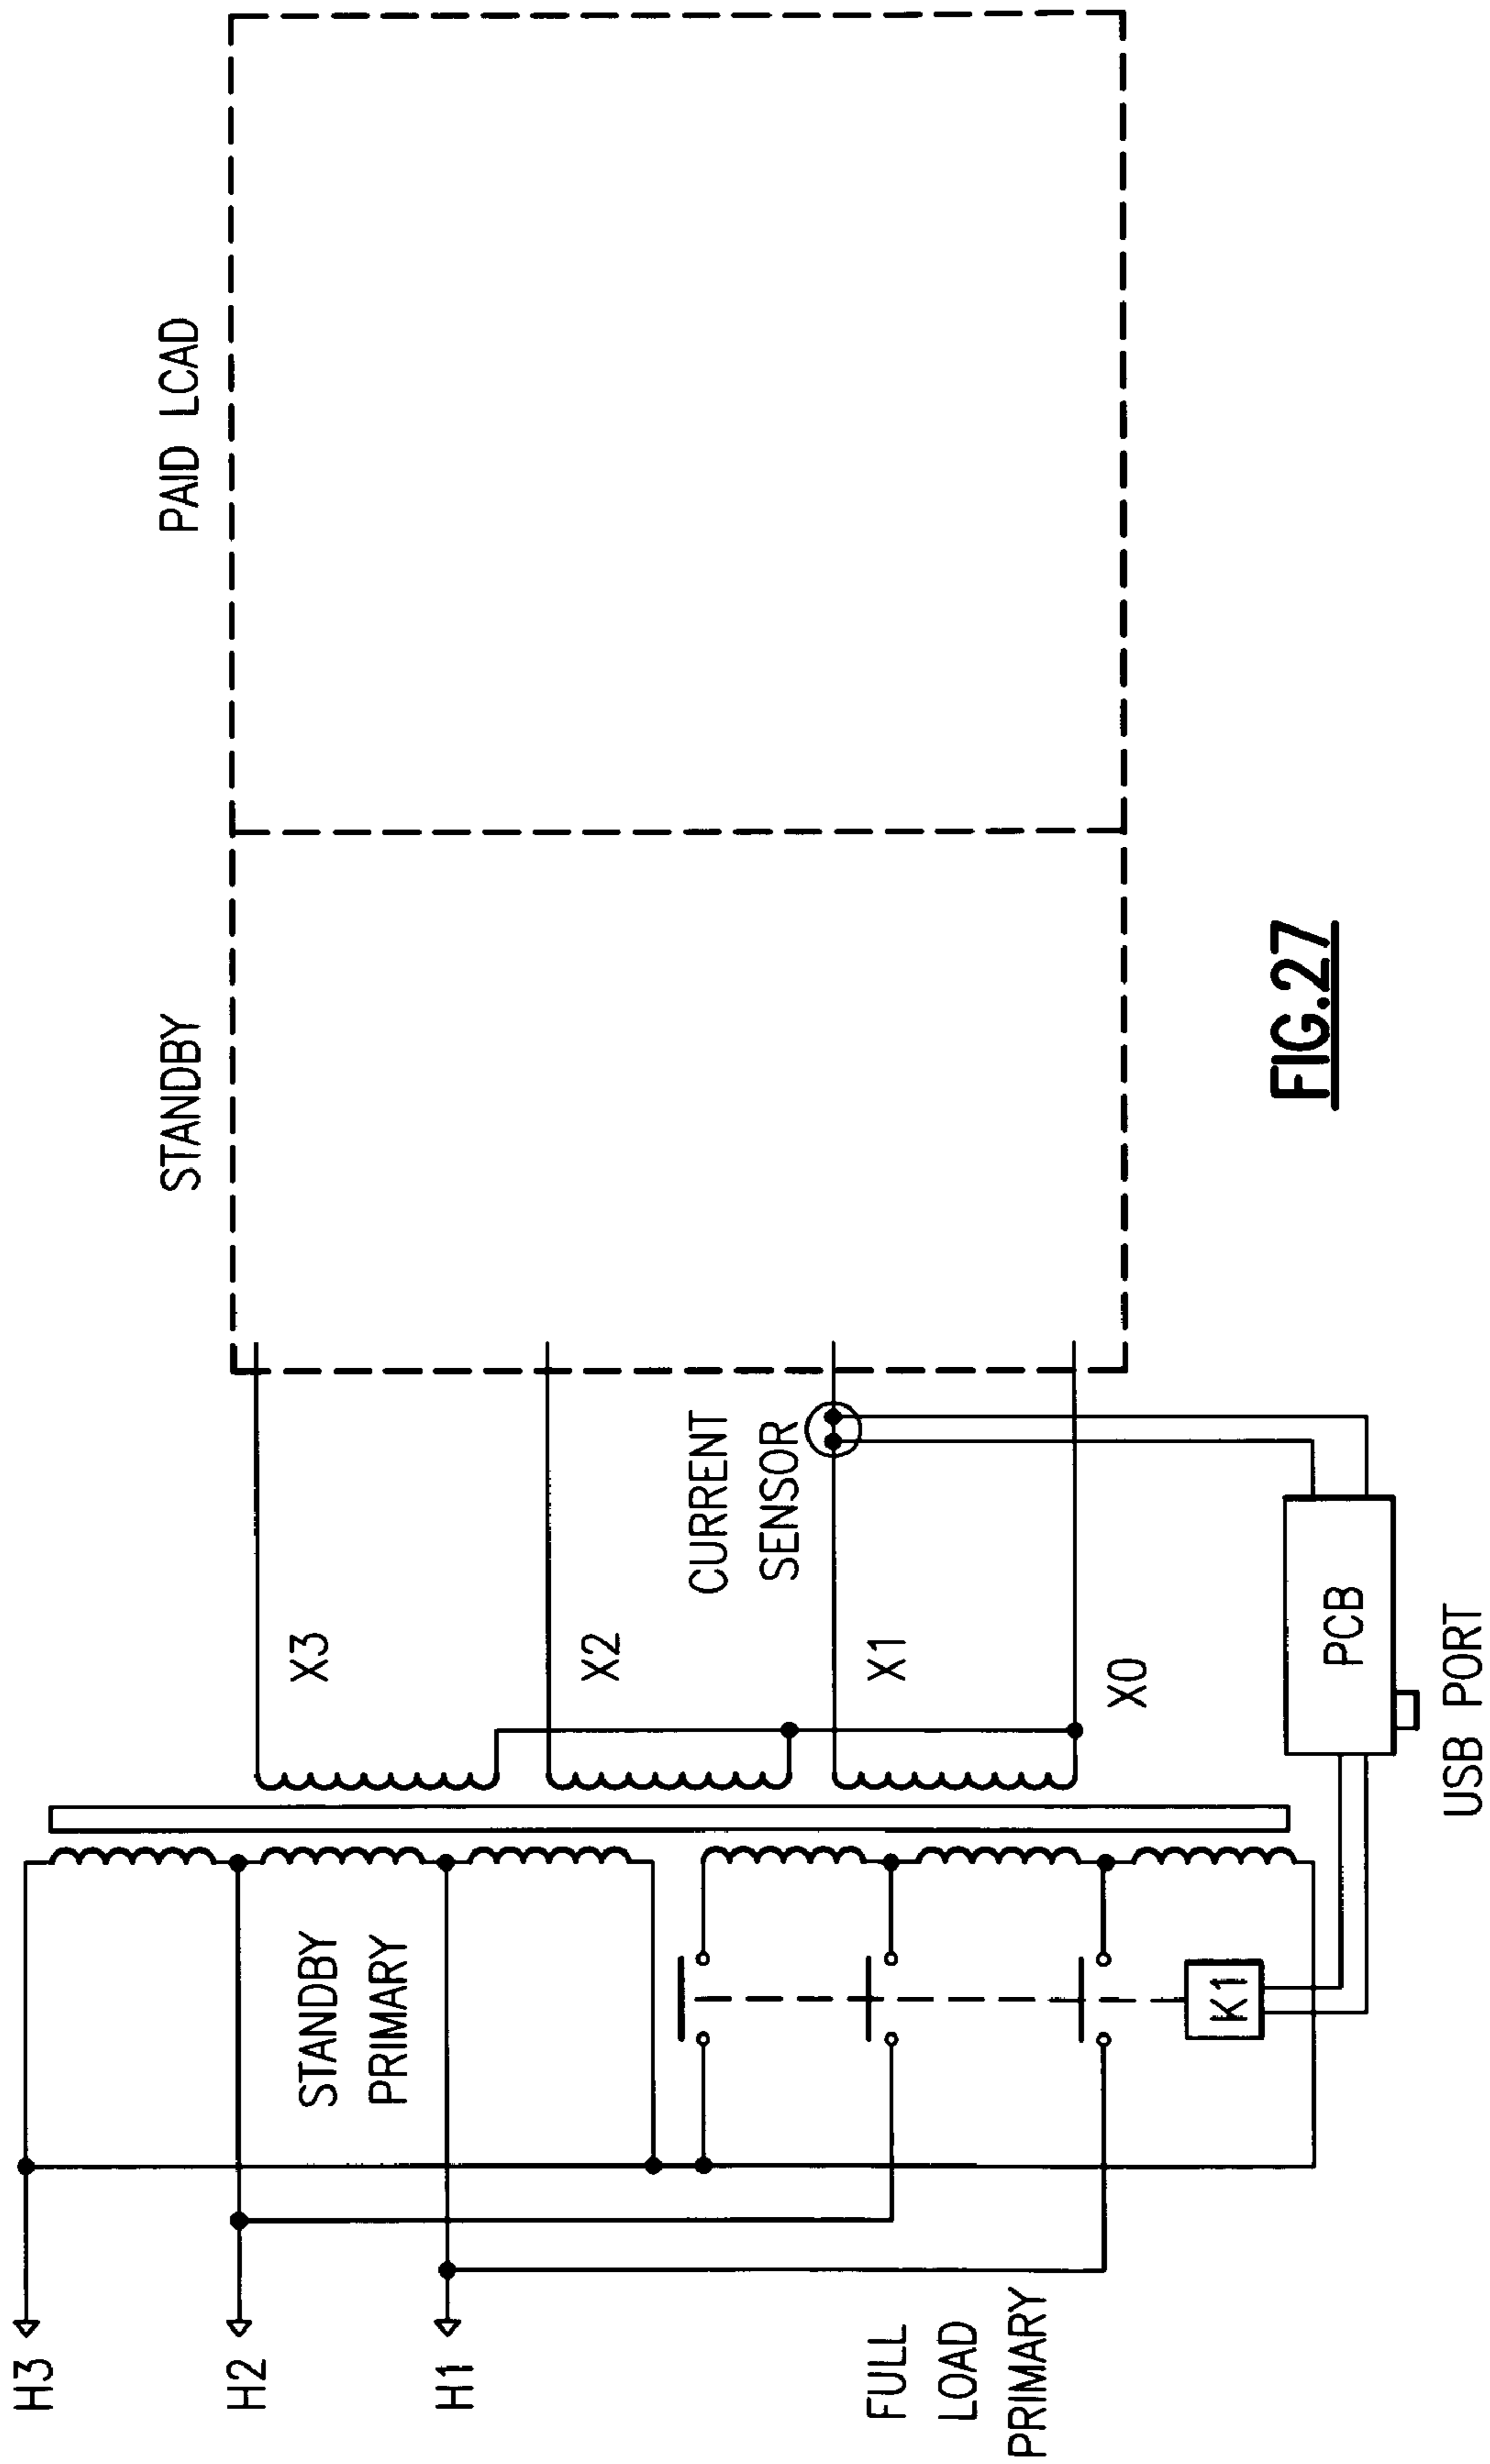 H3
H2
H1
STANDBY
PRIMARY
FULL
LOAD
PRIMARY
K1
X3
X2
X1
X0
CURRENT
SENSOR
PCB
USB PORT
STANDBY
PAID LCAD
FIG.27